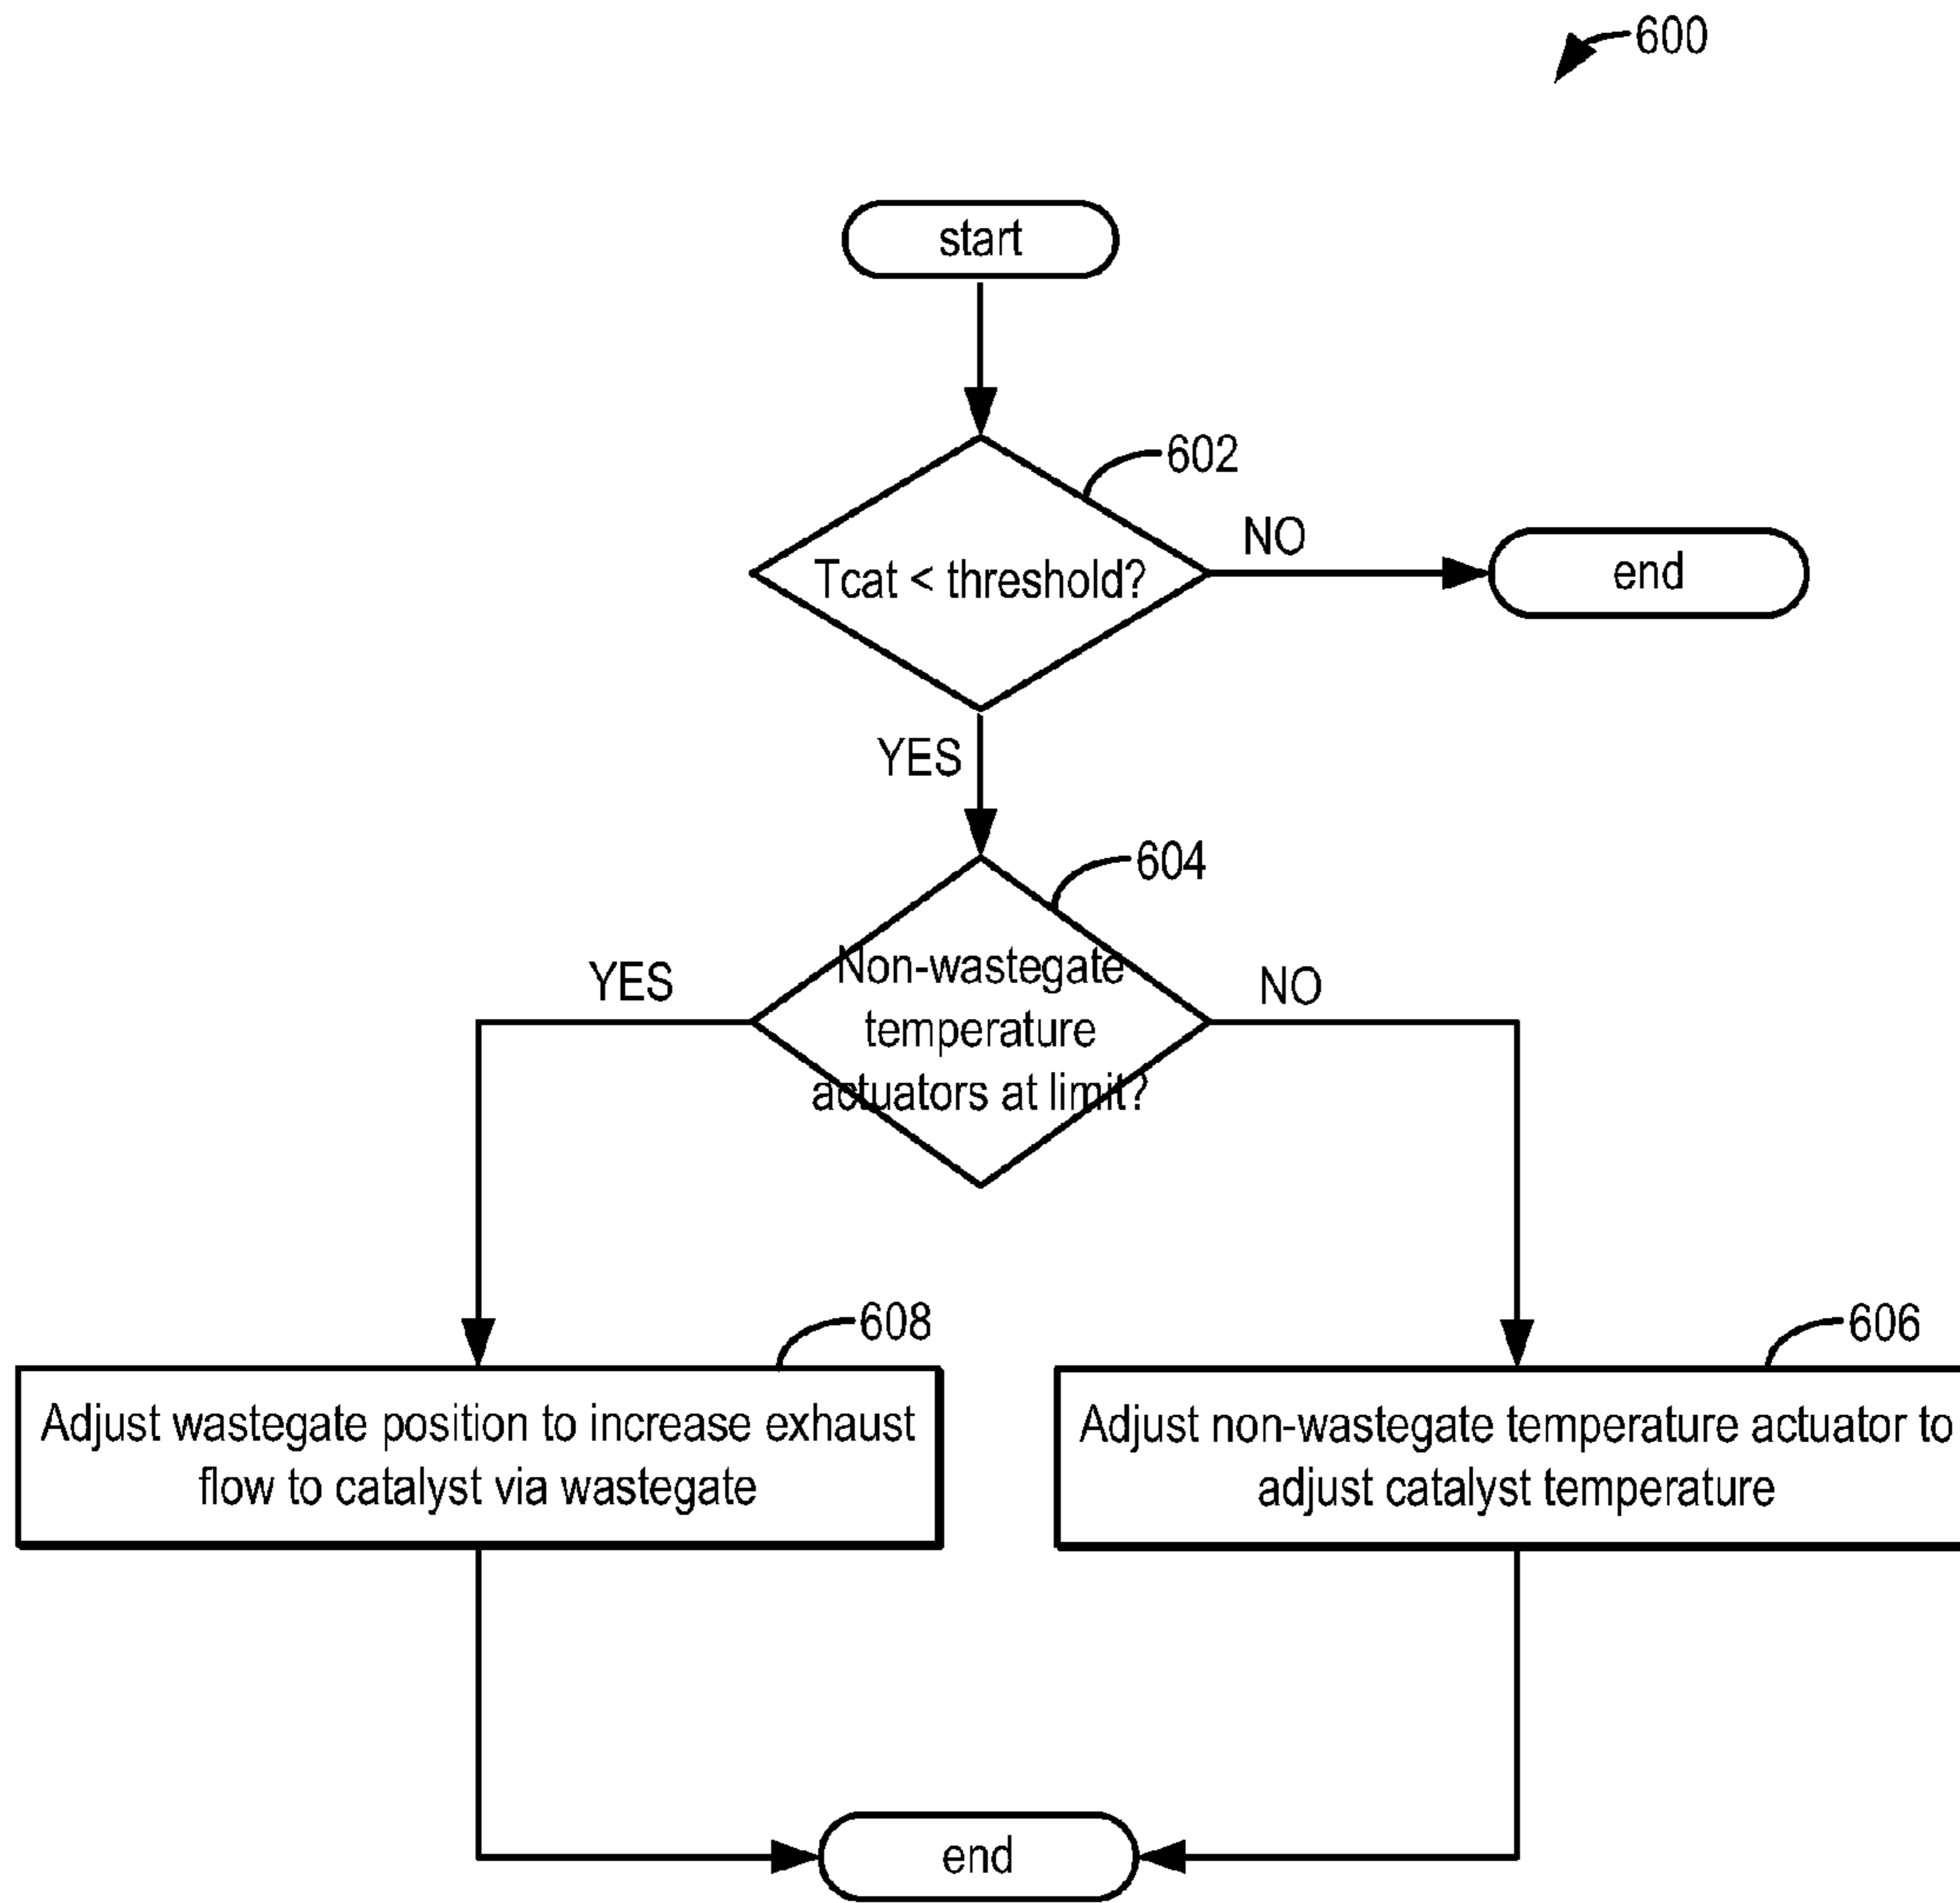 600
start
602
Tcat < threshold?
NO
end
YES
604
Non-wastegate
temperature
actuators at limit?
YES
NO
608
Adjust wastegate position to increase exhaust
flow to catalyst via wastegate
606
Adjust non-wastegate temperature actuator to
adjust catalyst temperature
end